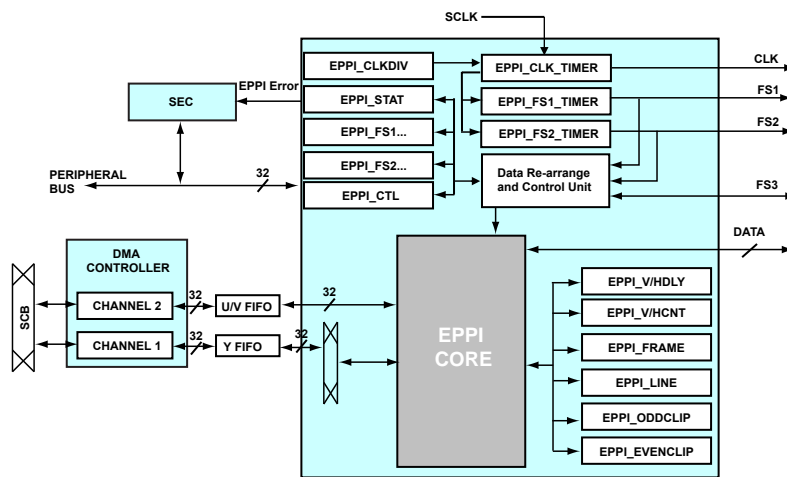 SCLK
EPPI_CLKDIV
EPPI_CLK_TIMER
CLK
EPPI Error
SEC
EPPI_STAT
EPPI_FS1_TIMER
FS1
EPPI_FS1...
EPPI_FS2_TIMER
FS2
EPPI_FS2...
Data Re-arrange
and Control Unit
PERIPHERAL
BUS
32
EPPI_CTL
FS3
DATA
DMA
CONTROLLER
SCB
CHANNEL 2
32
U/V FIFO
32
CHANNEL 1
32
Y FIFO
32
EPPI
CORE
EPPI_V/HDLY
EPPI_V/HCNT
EPPI_FRAME
EPPI_LINE
EPPI_ODDCLIP
EPPI_EVENCLIP